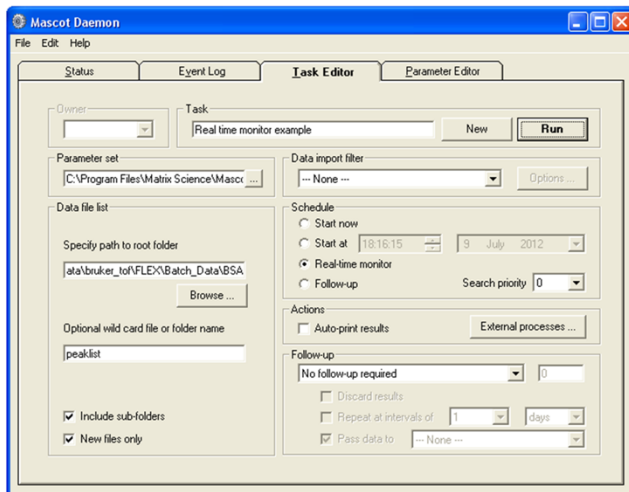 Mascot Daemon
File Edit Help
Status Event Log Task Editor Parameter Editor
Owner
Task
Real time monitor example New Run
Parameter set
C:\Program Files\Matrix Science\Masco ...
Data import filter
--- None --- Options ...
Data file list
Specify path to root folder
ata\bruker_tof\FLEX\Batch_Data\BSA
Browse ...
Optional wild card file or folder name
peaklist
Include sub-folders
New files only
Schedule
Start now
Start at 18:16:15 9 July 2012
Real-time monitor
Follow-up Search priority 0
Actions
Auto-print results External processes ...
Follow-up
No follow-up required 0
Discard results
Repeat at intervals of 1 days
Pass data to --- None ---